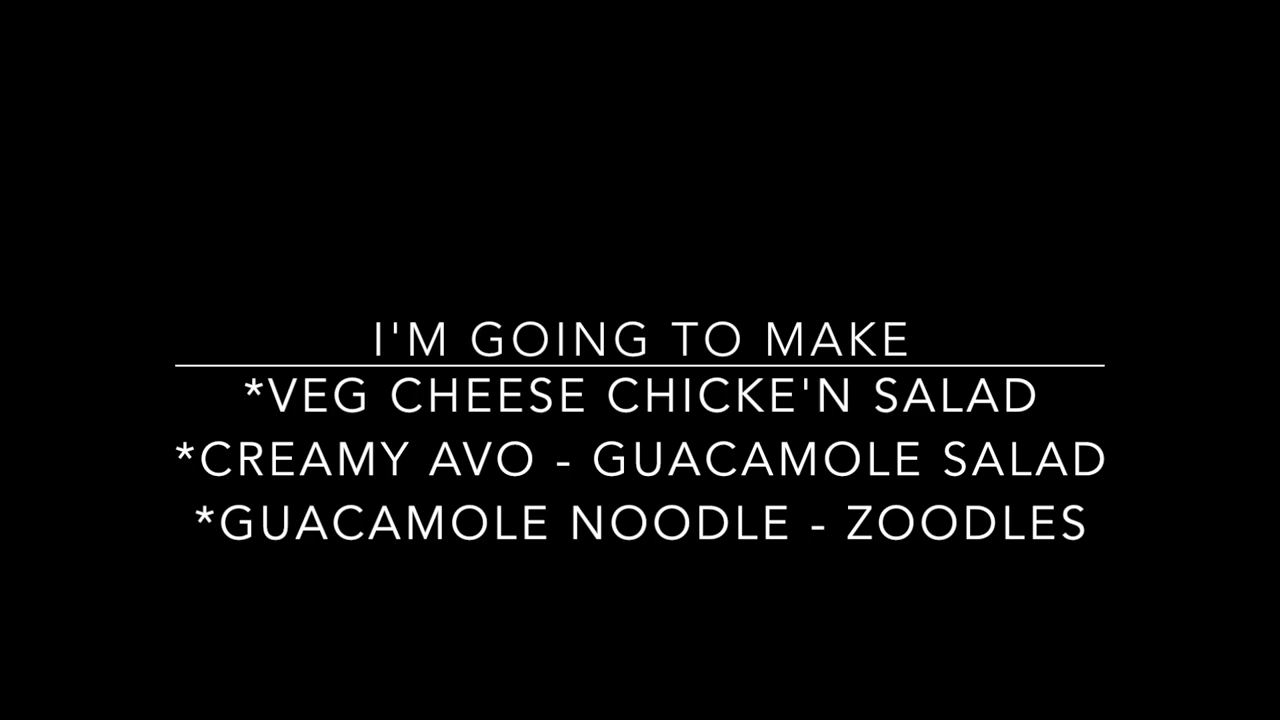 I'M GOING TO MAKE
*VEG CHEESE CHICKE'N SALAD
*CREAMY AVO - GUACAMOLE SALAD
*GUACAMOLE NOODLE - ZOODLES